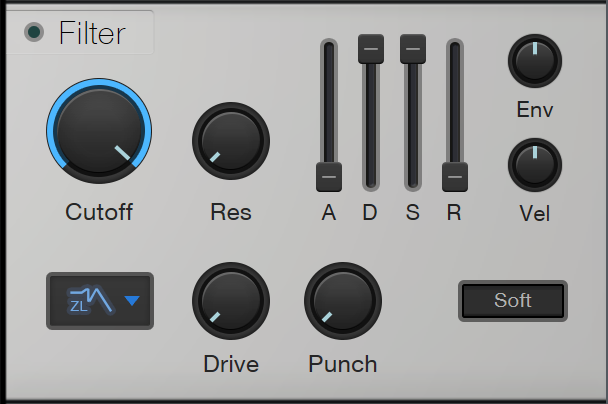 Filter
Env
Cutoff
Res
A D S R
Vel
ZL
Soft
Drive
Punch